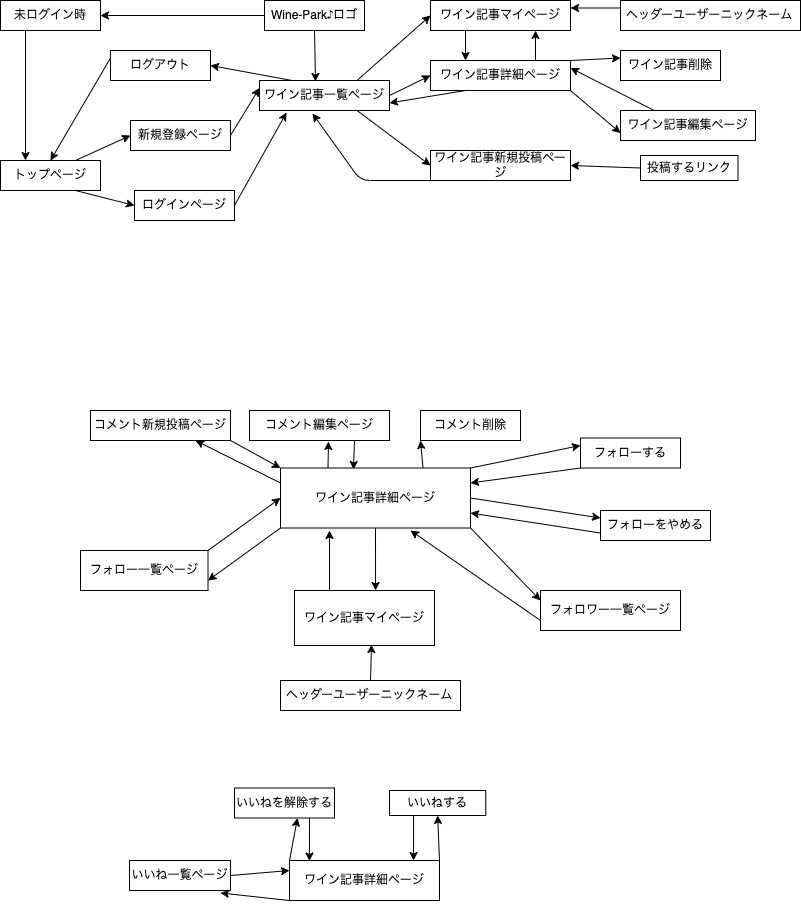 未ログイン時
Wine-Park♪ロゴ
ワイン記事マイページ
ヘッダーユーザーニックネーム
ログアウト
ワイン記事一覧ページ
ワイン記事詳細ページ
ワイン記事削除
新規登録ページ
ワイン記事編集ページ
トップページ
ワイン記事新規投稿ペー
ジ
投稿するリンク
ログインページ
コメント新規投稿ページ
コメント編集ページ
コメント削除
フォローする
ワイン記事詳細ページ
フォローをやめる
フォロー一覧ページ
ワイン記事マイページ
フォロワー一覧ページ
ヘッダーユーザーニックネーム
いいねを解除する
いいねする
いいね一覧ページ
ワイン記事詳細ページ